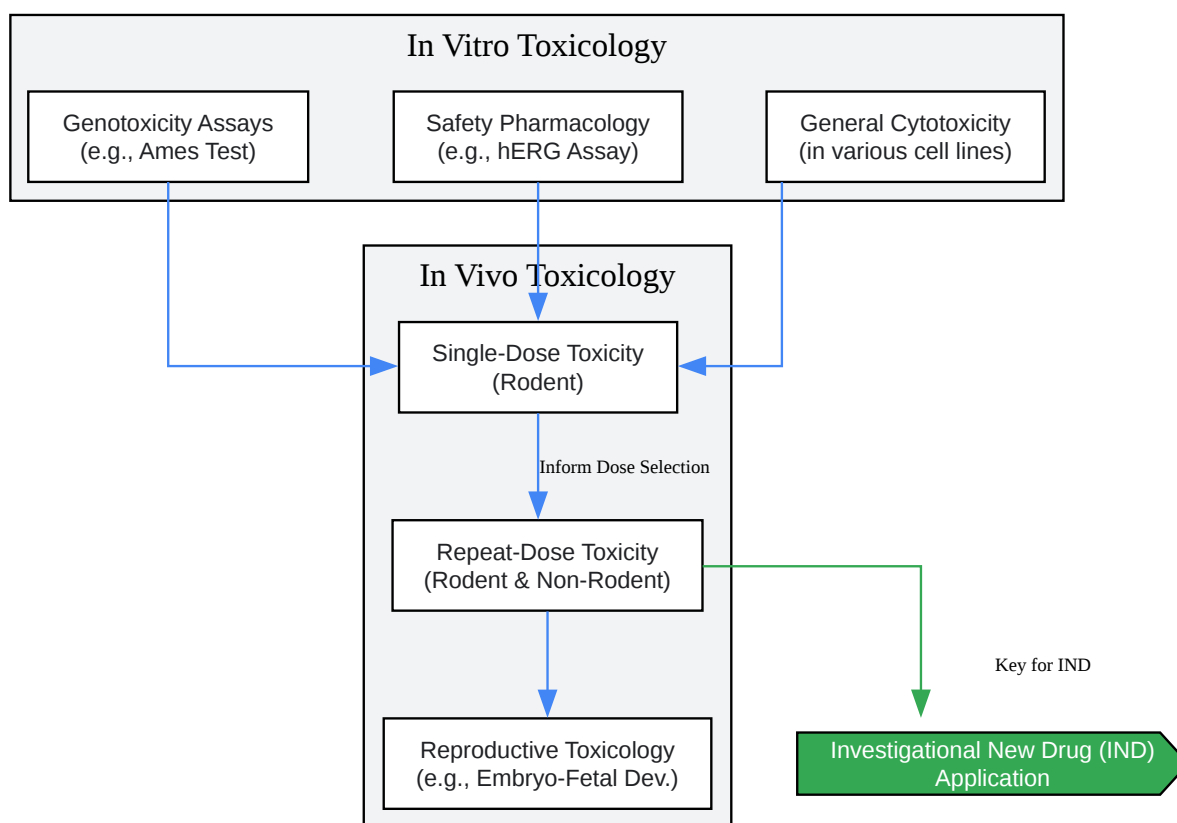 In Vitro Toxicology
Genotoxicity Assays
(e.g., Ames Test)
Safety Pharmacology
(e.g., hERG Assay)
General Cytotoxicity
(in various cell lines)
In Vivo Toxicology
Single-Dose Toxicity
(Rodent)
Inform Dose Selection
Repeat-Dose Toxicity
(Rodent & Non-Rodent)
Key for IND
Reproductive Toxicology
(e.g., Embryo-Fetal Dev.)
Investigational New Drug (IND)
Application